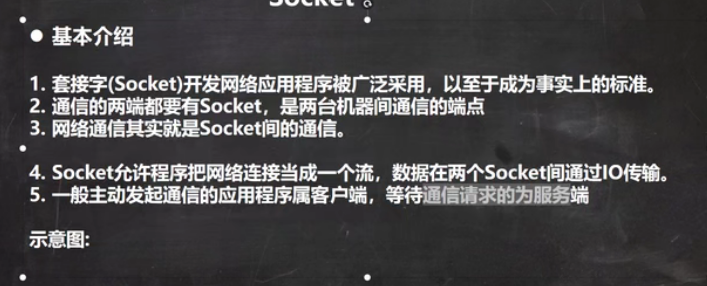 Socket
● 基本介绍
1. 套接字(Socket)开发网络应用程序被广泛采用，以至于成为事实上的标准。
2. 通信的两端都要有Socket，是两台机器间通信的端点
3. 网络通信其实就是Socket间的通信。
4. Socket允许程序把网络连接当成一个流，数据在两个Socket间通过IO传输。
5. 一般主动发起通信的应用程序属客户端，等待通信请求的为服务端
示意图: